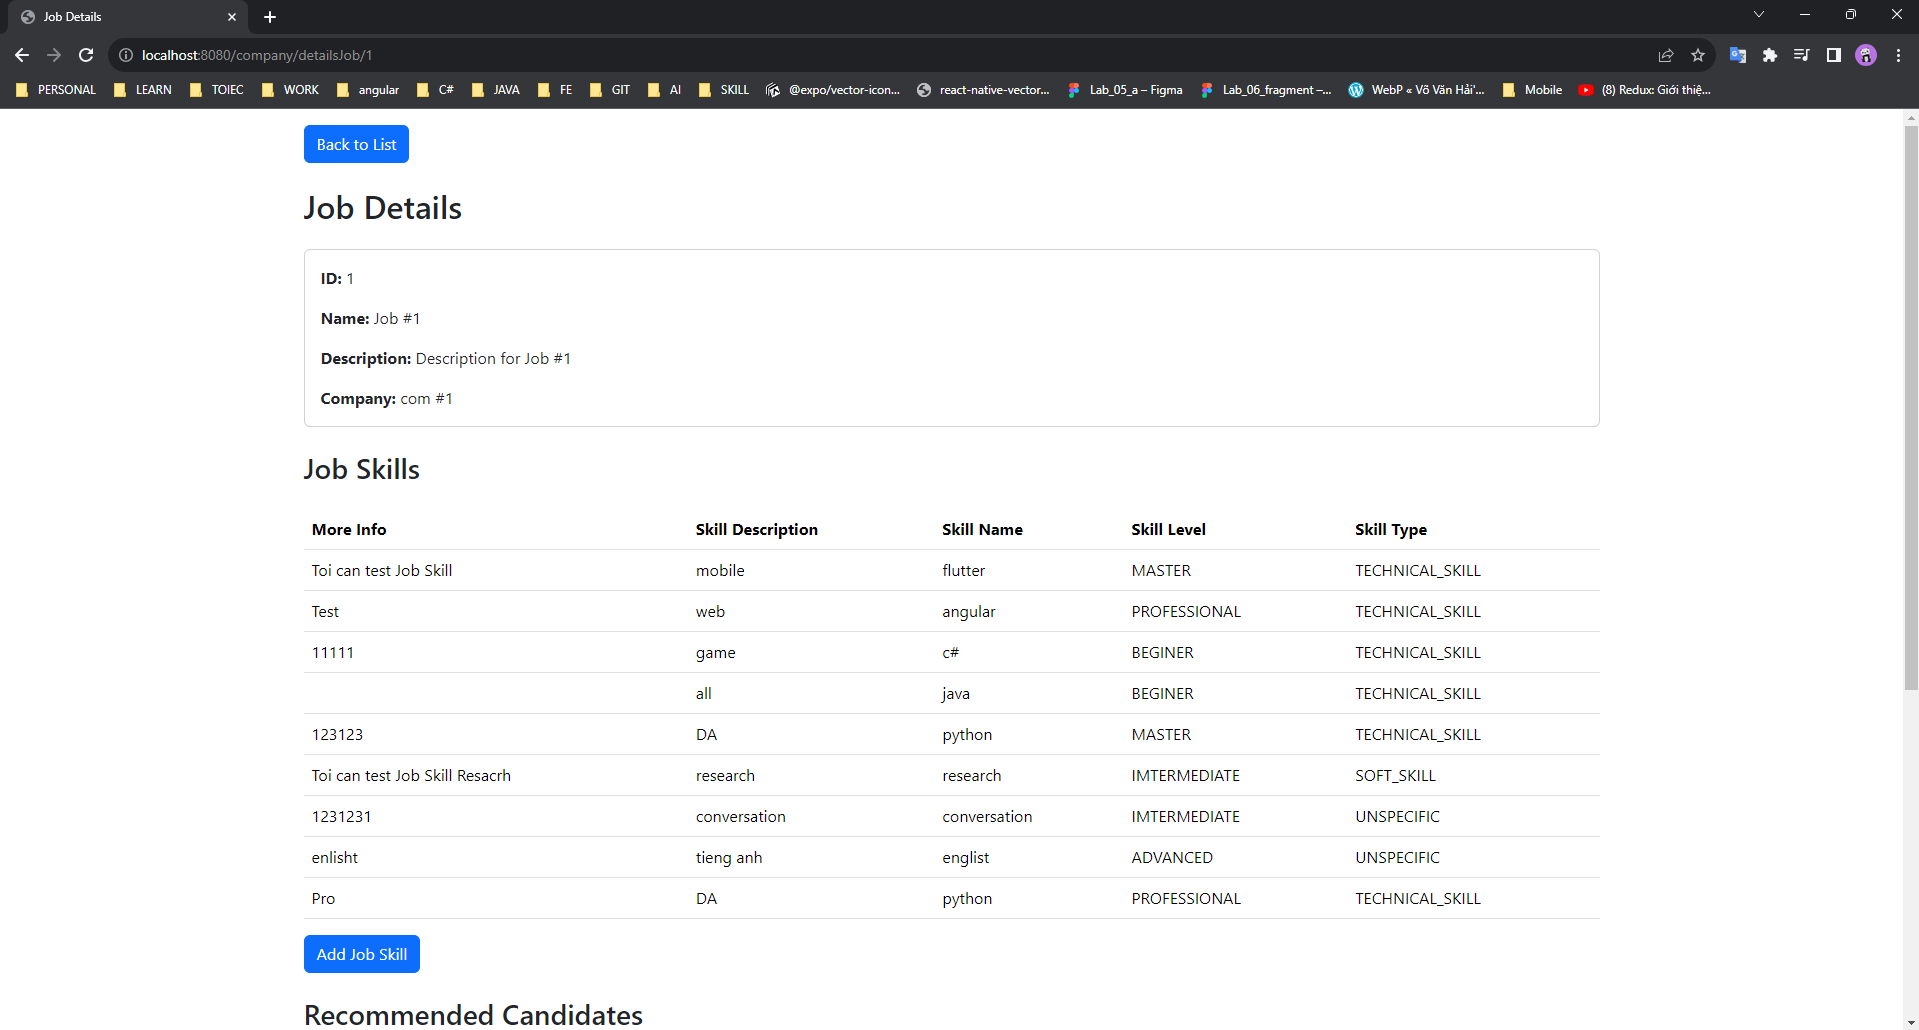 Job Details
localhost:8080/company/detailsJob/1
PERSONAL LEARN TOIEC WORK angular C# JAVA FE GIT AI SKILL @expo/vector-icon... react-native-vector... Lab_05_a – Figma Lab_06_fragment –... WebP « Võ Văn Hải'... Mobile (8) Redux: Giới thiệ...
Back to List
Job Details
ID: 1
Name: Job #1
Description: Description for Job #1
Company: com #1
Job Skills
More Info Skill Description Skill Name Skill Level Skill Type
Toi can test Job Skill mobile flutter MASTER TECHNICAL_SKILL
Test web angular PROFESSIONAL TECHNICAL_SKILL
11111 game c# BEGINER TECHNICAL_SKILL
all java BEGINER TECHNICAL_SKILL
123123 DA python MASTER TECHNICAL_SKILL
Toi can test Job Skill Resacrh research research IMTERMEDIATE SOFT_SKILL
1231231 conversation conversation IMTERMEDIATE UNSPECIFIC
enlisht tieng anh englist ADVANCED UNSPECIFIC
Pro DA python PROFESSIONAL TECHNICAL_SKILL
Add Job Skill
Recommended Candidates